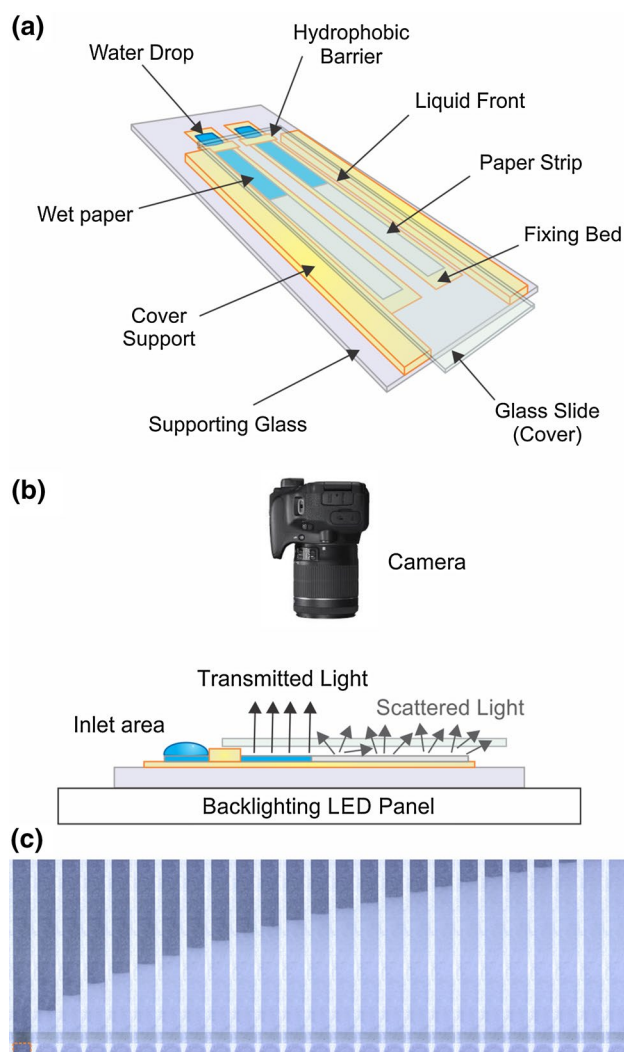 (a)
Water Drop
Hydrophobic
Barrier
Liquid Front
Paper Strip
Wet paper
Fixing Bed
Cover
Support
Supporting Glass
Glass Slide
(Cover)
(b)
Camera
Transmitted Light
Scattered Light
Inlet area
Backlighting LED Panel
(c)